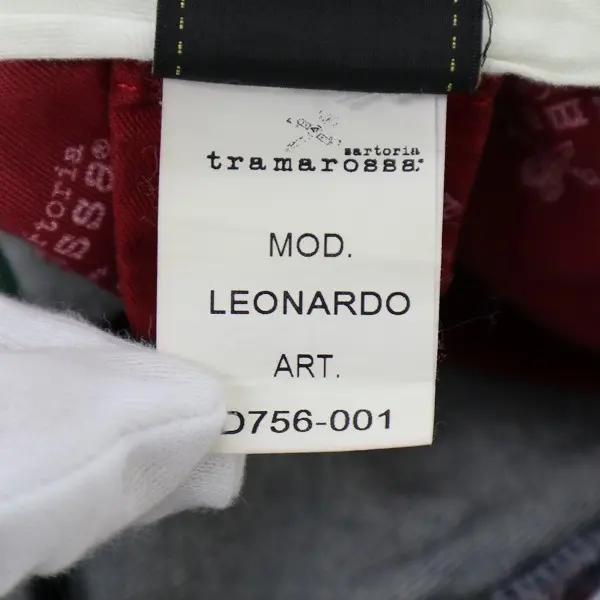 sartoria
tramarossa
MOD.
LEONARDO
ART.
D756-001